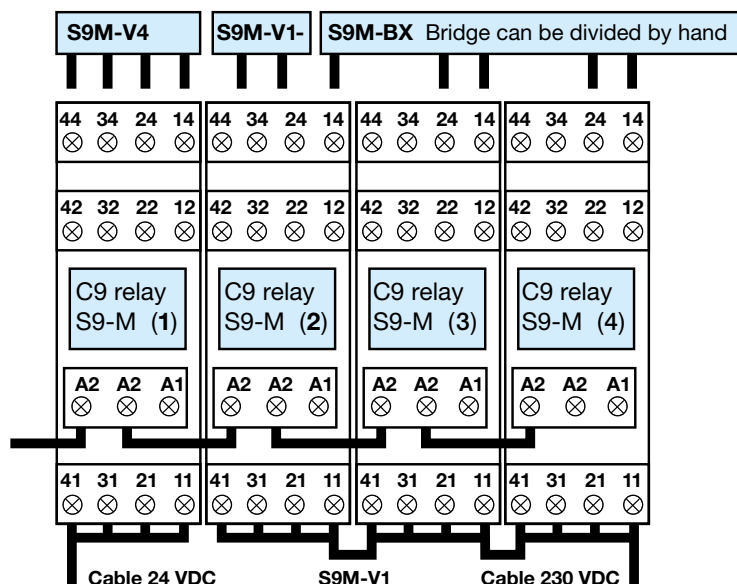 S9M-V4 S9M-V1- S9M-BX Bridge can be divided by hand
44 34 24 14 44 34 24 14 44 34 24 14 44 34 24 14
42 32 22 12 42 32 22 12 42 32 22 12 42 32 22 12
C9 relay C9 relay C9 relay C9 relay
S9-M (1) S9-M (2) S9-M (3) S9-M (4)
A2 A2 A1 A2 A2 A1 A2 A2 A1 A2 A2 A1
41 31 21 11 41 31 21 11 41 31 21 11 41 31 21 11
Cable 24 VDC S9M-V1 Cable 230 VDC